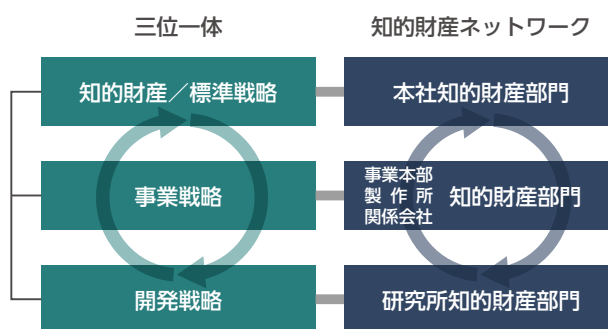 三位一体
知的財産ネットワーク
知的財産／標準戦略
本社知的財産部門
事業戦略
事業本部
製作所
関係会社
知的財産部門
開発戦略
研究所知的財産部門